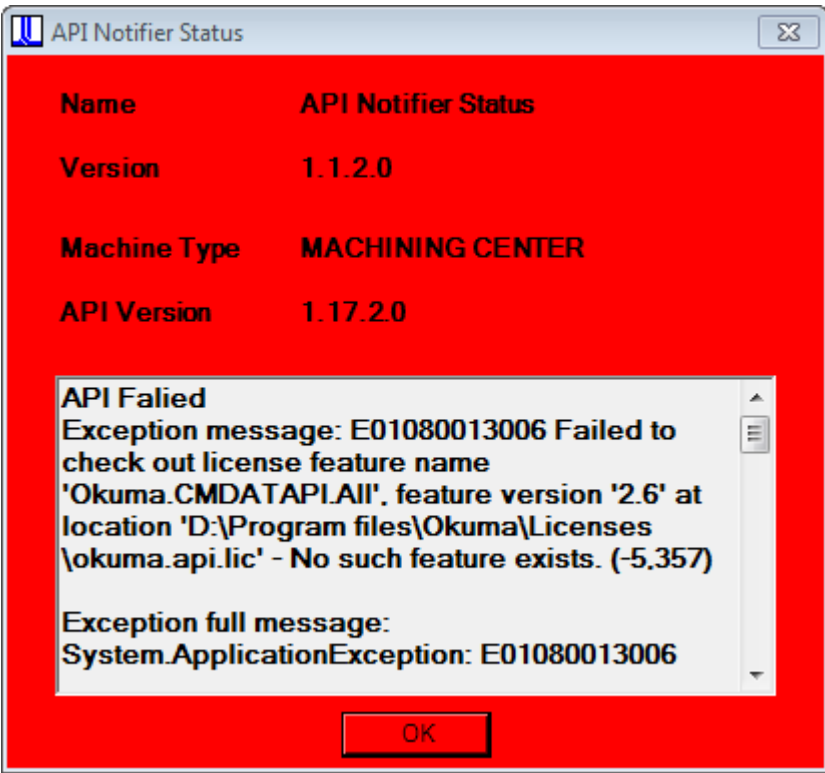 API Notifier Status
Name API Notifier Status
Version 1.1.2.0
Machine Type MACHINING CENTER
API Version 1.17.2.0
API Falied
Exception message: E01080013006 Failed to
check out license feature name
'Okuma.CMDATAPI.All', feature version '2.6' at
location 'D:\Program files\Okuma\Licenses
\okuma.api.lic' - No such feature exists. (-5,357)
Exception full message:
System.ApplicationException: E01080013006
OK